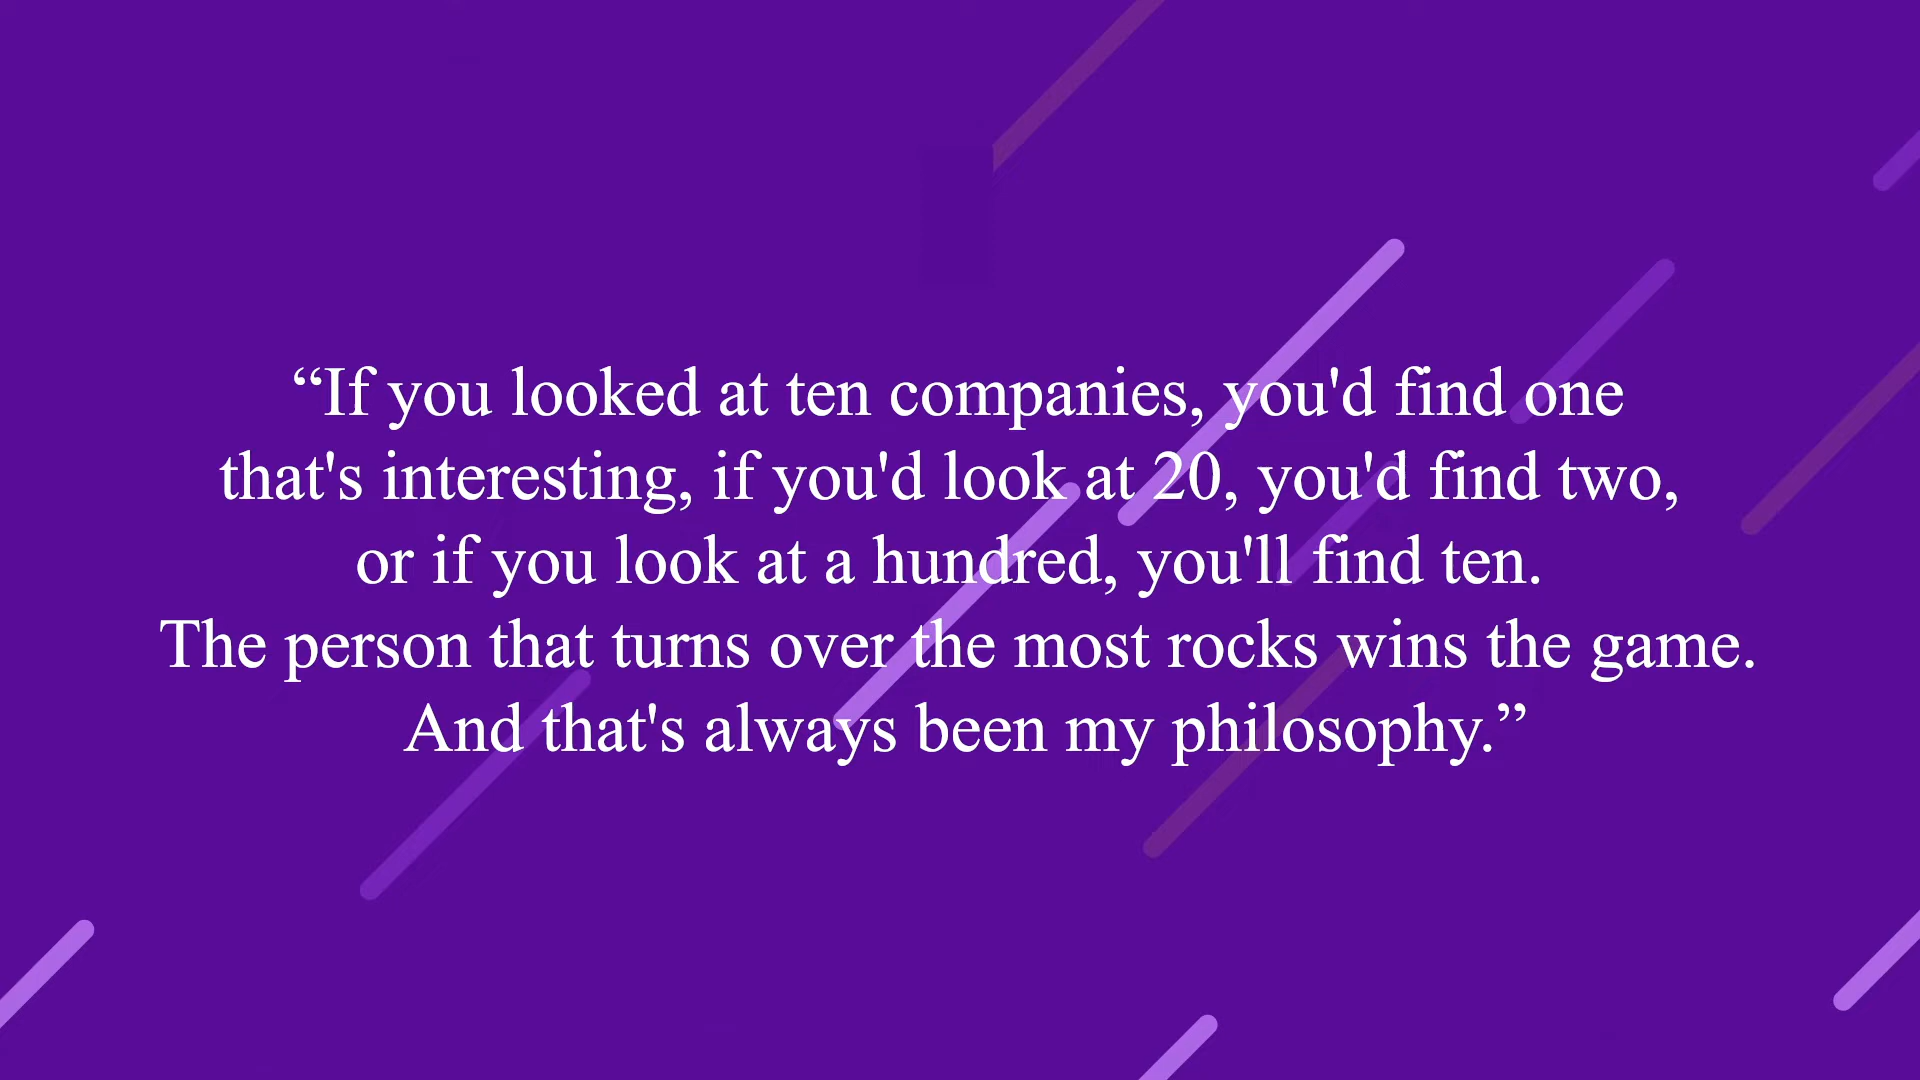 “If you looked at ten companies, you'd find one
that's interesting, if you'd look at 20, you'd find two,
or if you look at a hundred, you'll find ten.
The person that turns over the most rocks wins the game.
And that's always been my philosophy.”